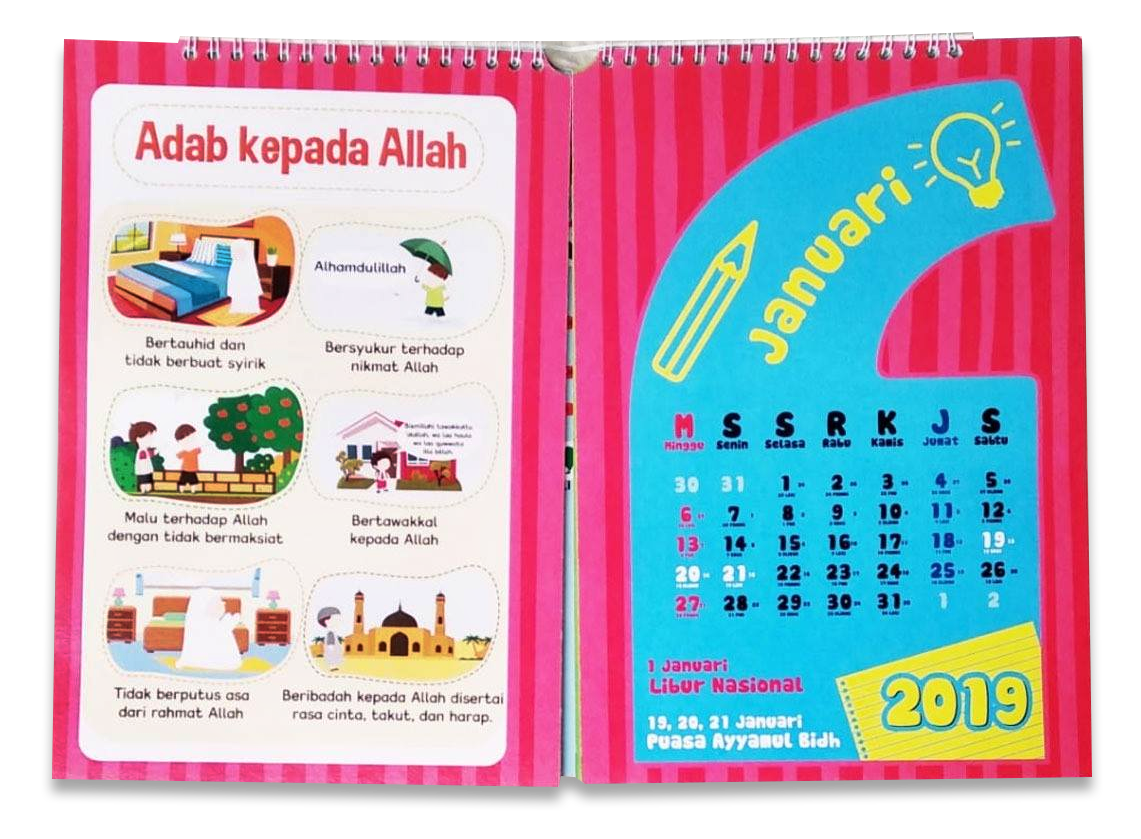 Adab kepada Allah
Alhamdulillah
Bertauhid dan
tidak berbuat syirik
Bersyukur terhadap
nikmat Allah
Malu terhadap Allah
dengan tidak bermaksiat
Bertawakkal
kepada Allah
Tidak berputus asa
dari rahmat Allah
Beribadah kepada Allah disertai
rasa cinta, takut, dan harap.
Januari
M S S R K J S
Minggu Senin Selasa Rabu Kamis Jumat Sabtu
30 31 1 2 3 4 5
6 7 8 9 10 11 12
13 14 15 16 17 18 19
20 21 22 23 24 25 26
27 28 29 30 31 1 2
1 Januari
Libur Nasional
19, 20, 21 Januari
Puasa Ayyamul Bidh
2019